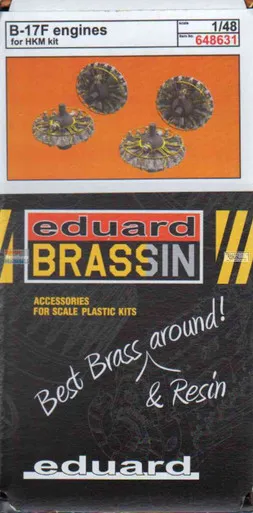 B-17F engines
for HKM kit
SCALE
1/48
Item No.
648631
eduard
BRASSIN
ACCESSORIES
FOR SCALE PLASTIC KITS
Best Brass around!
& Resin
eduard